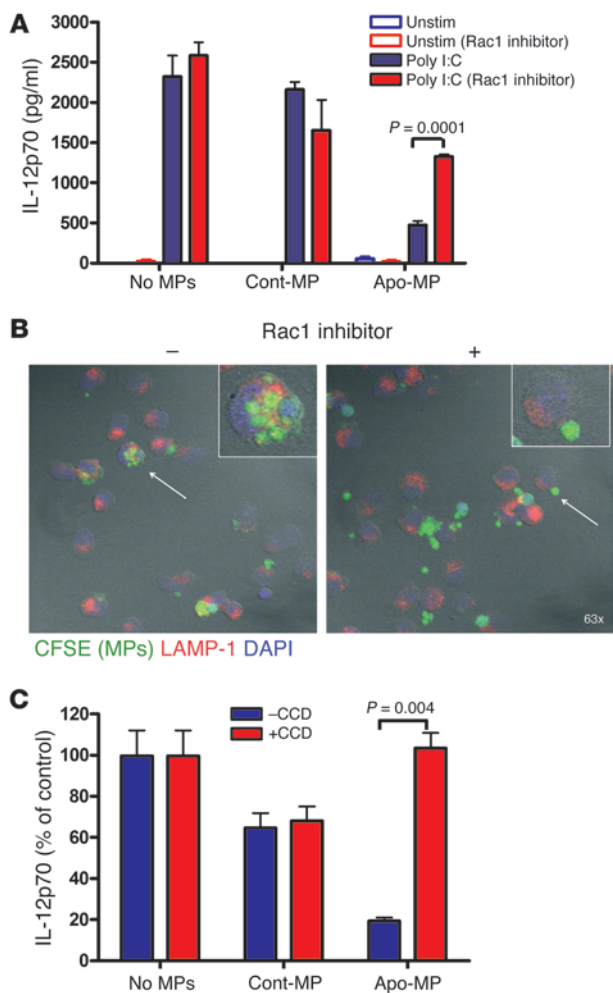 A
Unstim
Unstim (Rac1 inhibitor)
Poly I:C
Poly I:C (Rac1 inhibitor)
P = 0.0001
IL-12p70 (pg/ml)
3000
2500
2000
1500
1000
500
0
No MPs Cont-MP Apo-MP
B
Rac1 inhibitor
– +
63x
CFSE (MPs) LAMP-1 DAPI
C
–CCD
+CCD
P = 0.004
IL-12p70 (% of control)
120
100
80
60
40
20
0
No MPs Cont-MP Apo-MP